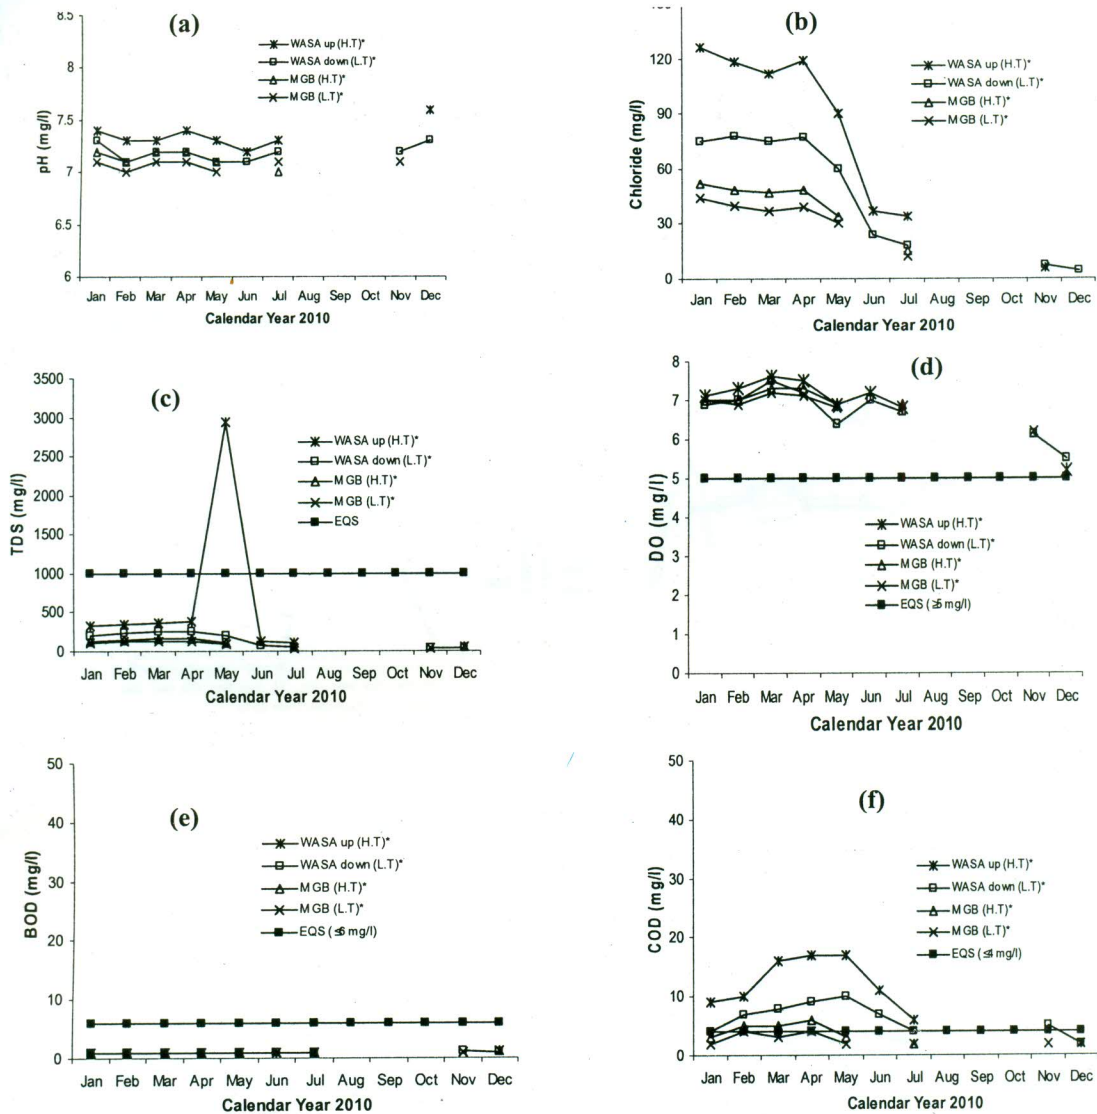 (a)
8.5
8
7.5
7
6.5
6
pH (mg/l)
WASA up (H.T)*
WASA down (L.T)*
MGB (H.T)*
MGB (L.T)*
Jan Feb Mar Apr May Jun Jul Aug Sep Oct Nov Dec
Calendar Year 2010
(b)
120
90
60
30
0
Chloride (mg/l)
WASA up (H.T)*
WASA down (L.T)*
MGB (H.T)*
MGB (L.T)*
Jan Feb Mar Apr May Jun Jul Aug Sep Oct Nov Dec
Calendar Year 2010
(c)
3500
3000
2500
2000
1500
1000
500
0
TDS (mg/l)
WASA up (H.T)*
WASA down (L.T)*
MGB (H.T)*
MGB (L.T)*
EQS
Jan Feb Mar Apr May Jun Jul Aug Sep Oct Nov Dec
Calendar Year 2010
(d)
8
7
6
5
4
3
2
1
0
DO (mg/l)
WASA up (H.T)*
WASA down (L.T)*
MGB (H.T)*
MGB (L.T)*
EQS (≥5 mg/l)
Jan Feb Mar Apr May Jun Jul Aug Sep Oct Nov Dec
Calendar Year 2010
(e)
50
40
30
20
10
0
BOD (mg/l)
WASA up (H.T)*
WASA down (L.T)*
MGB (H.T)*
MGB (L.T)*
EQS (≤6 mg/l)
Jan Feb Mar Apr May Jun Jul Aug Sep Oct Nov Dec
Calendar Year 2010
(f)
50
40
30
20
10
0
COD (mg/l)
WASA up (H.T)*
WASA down (L.T)*
MGB (H.T)*
MGB (L.T)*
EQS (≤4 mg/l)
Jan Feb Mar Apr May Jun Jul Aug Sep Oct Nov Dec
Calendar Year 2010